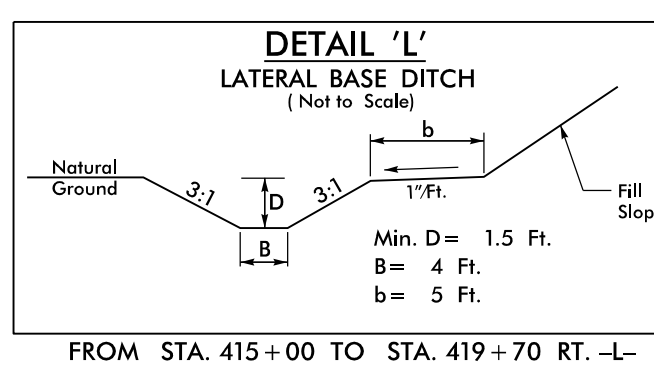 DETAIL 'L'
LATERAL BASE DITCH
( Not to Scale)
b
Natural
Ground
3:1
D
3:1
1"/Ft.
Fill
Slop
B
Min. D= 1.5 Ft.
B= 4 Ft.
b= 5 Ft.
FROM STA. 415+00 TO STA. 419+70 RT. –L–